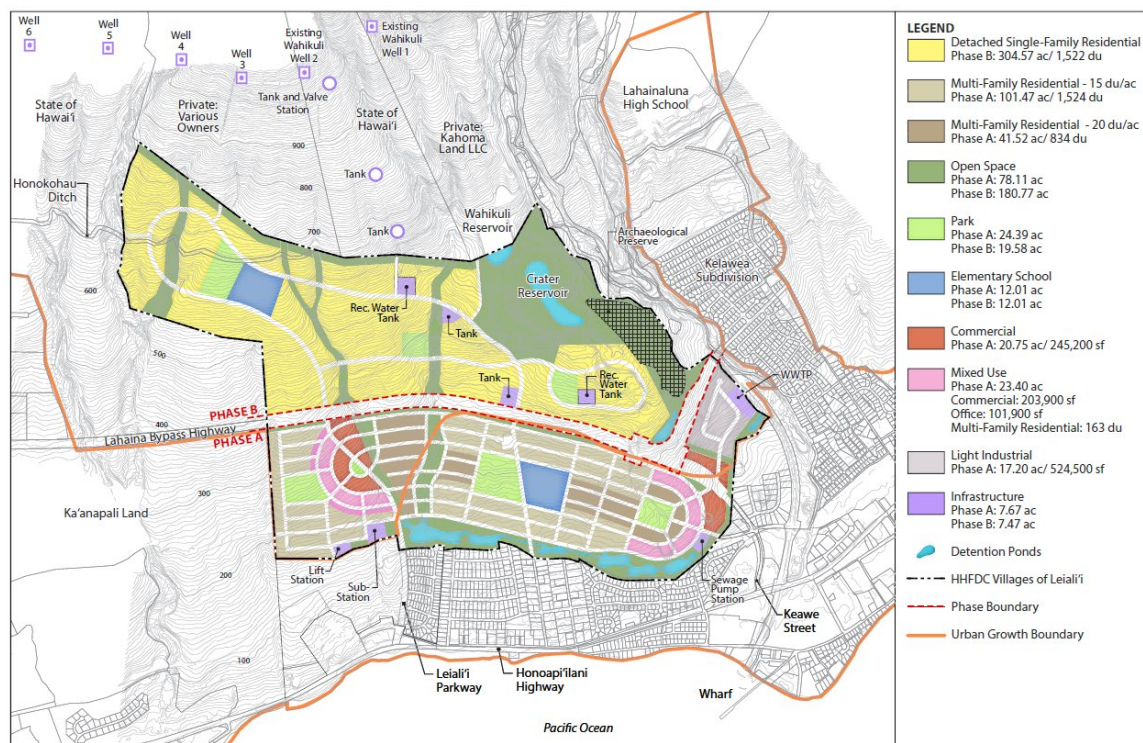 Well
6
Well
5
Well
4
Well
3
Existing
Wahikuli
Well 2
Existing
Wahikuli
Well 1
Tank and Valve
Station
State of
Hawai'i
Private:
Various
Owners
State of
Hawai'i
Private:
Kahoma
Land LLC
Lahainaluna
High School
900
800
700
600
500
400
300
200
100
Tank
Tank
Honokohau
Ditch
Wahikuli
Reservoir
Archaeological
Preserve
Kelawea
Subdivision
Crater
Reservoir
Rec. Water
Tank
Tank
Tank
Rec.
Water
Tank
WWTP
PHASE B
Lahaina Bypass Highway
PHASE A
Ka'anapali Land
Lift
Station
Sub-
Station
Sewage
Pump
Station
Keawe
Street
Leiali'i
Parkway
Honoapi'ilani
Highway
Wharf
Pacific Ocean
LEGEND
Detached Single-Family Residential
Phase B: 304.57 ac/ 1,522 du
Multi-Family Residential - 15 du/ac
Phase A: 101.47 ac/ 1,524 du
Multi-Family Residential - 20 du/ac
Phase A: 41.52 ac/ 834 du
Open Space
Phase A: 78.11 ac
Phase B: 180.77 ac
Park
Phase A: 24.39 ac
Phase B: 19.58 ac
Elementary School
Phase A: 12.01 ac
Phase B: 12.01 ac
Commercial
Phase A: 20.75 ac/ 245,200 sf
Mixed Use
Phase A: 23.40 ac
Commercial: 203,900 sf
Office: 101,900 sf
Multi-Family Residential: 163 du
Light Industrial
Phase A: 17.20 ac/ 524,500 sf
Infrastructure
Phase A: 7.67 ac
Phase B: 7.47 ac
Detention Ponds
HHFDC Villages of Leiali'i
Phase Boundary
Urban Growth Boundary